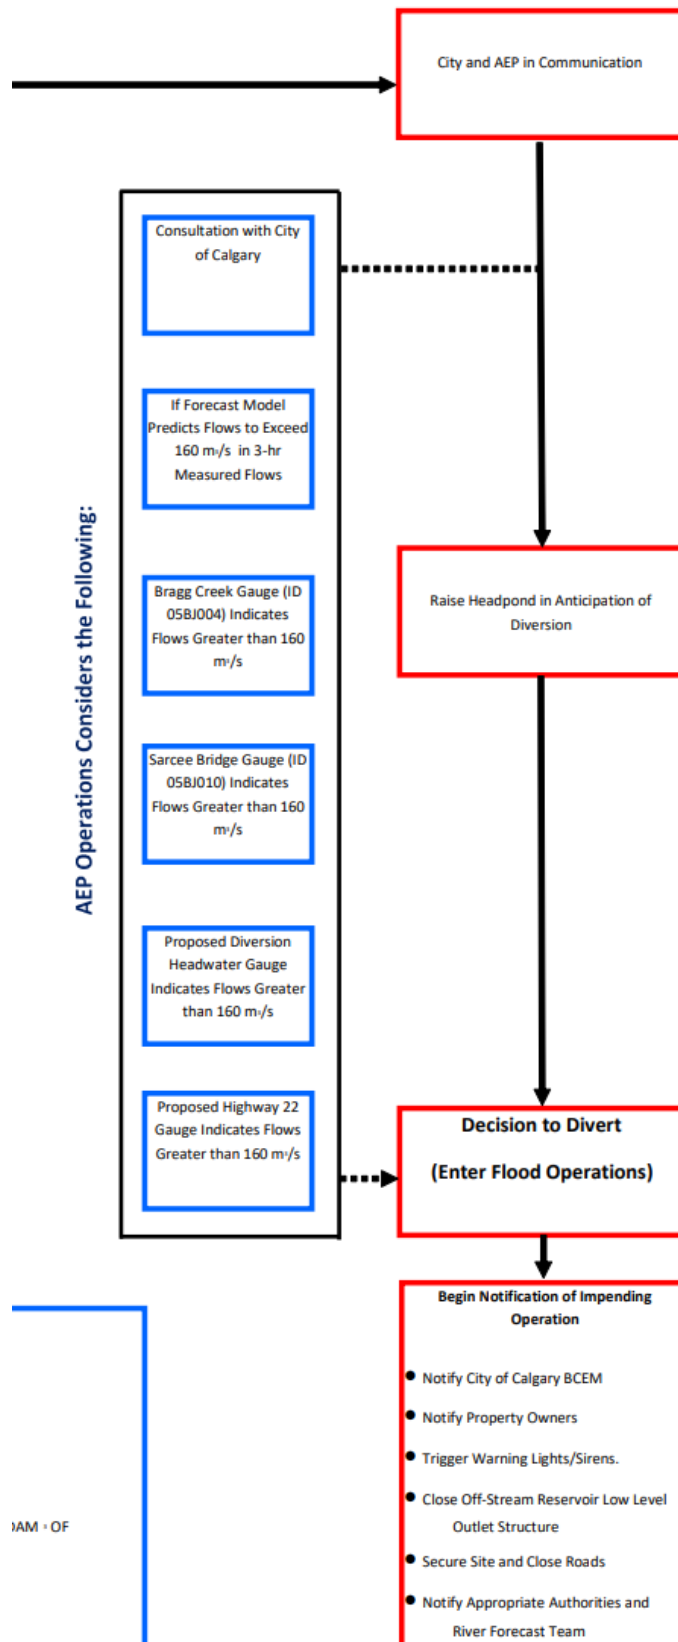 City and AEP in Communication
Consultation with City
of Calgary
If Forecast Model
Predicts Flows to Exceed
160 m³/s in 3-hr
Measured Flows
AEP Operations Considers the Following:
Bragg Creek Gauge (ID
05BJ004) Indicates
Flows Greater than 160
m³/s
Raise Headpond in Anticipation of
Diversion
Sarcee Bridge Gauge (ID
05BJ010) Indicates
Flows Greater than 160
m³/s
Proposed Diversion
Headwater Gauge
Indicates Flows Greater
than 160 m³/s
Proposed Highway 22
Gauge Indicates Flows
Greater than 160 m³/s
Decision to Divert
(Enter Flood Operations)
Begin Notification of Impending
Operation
● Notify City of Calgary BCEM
● Notify Property Owners
● Trigger Warning Lights/Sirens.
● Close Off-Stream Reservoir Low Level
Outlet Structure
● Secure Site and Close Roads
● Notify Appropriate Authorities and
River Forecast Team
OF